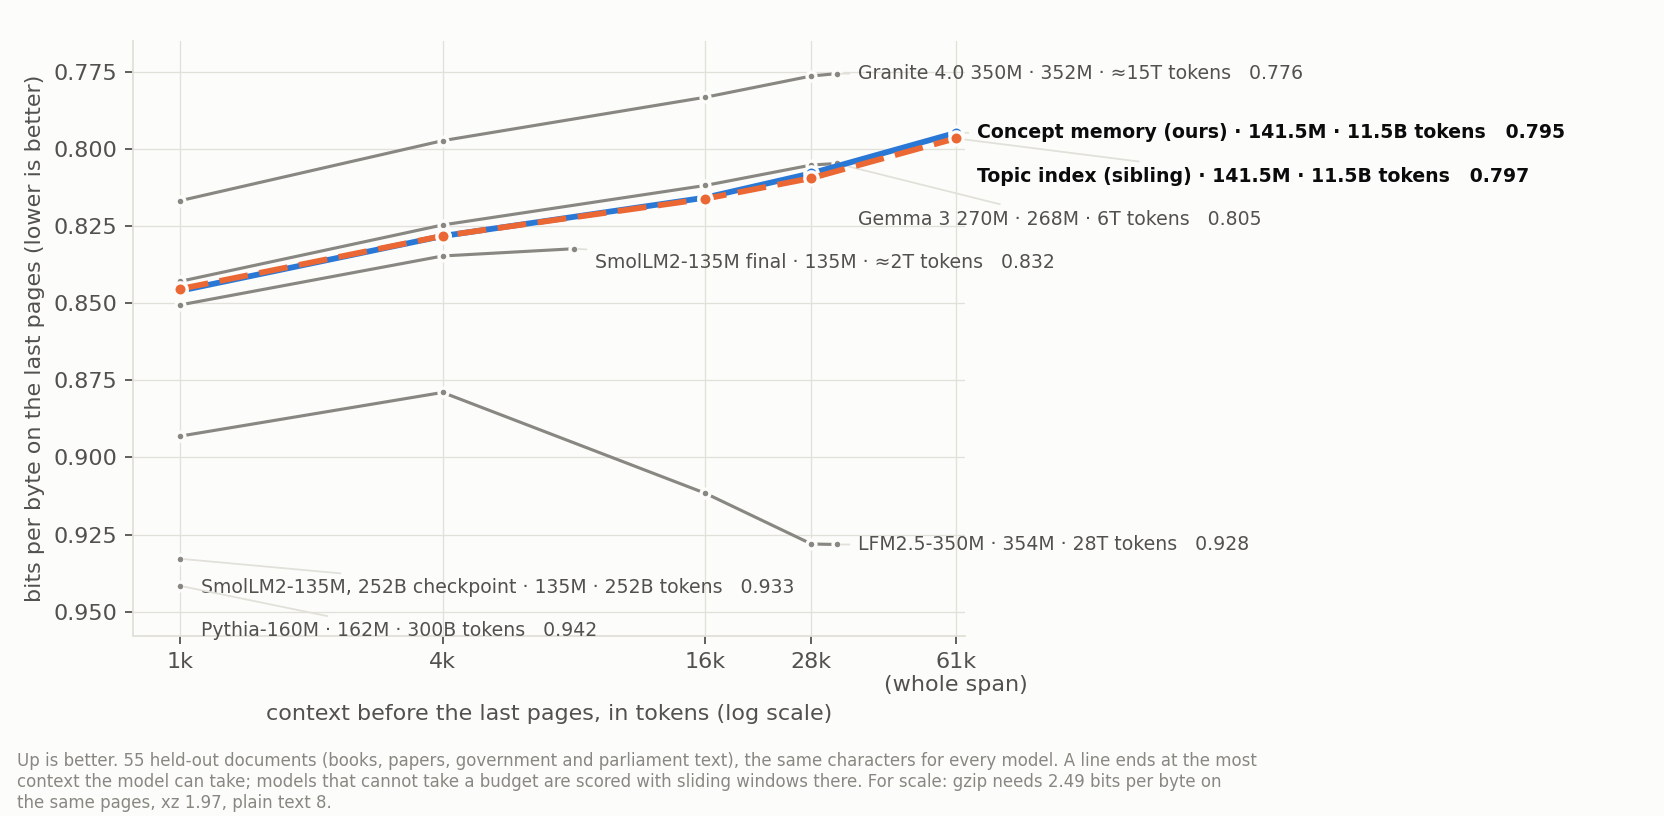 bits per byte on the last pages (lower is better)
0.775
0.800
0.825
0.850
0.875
0.900
0.925
0.950
Granite 4.0 350M · 352M · ≈15T tokens   0.776
Concept memory (ours) · 141.5M · 11.5B tokens   0.795
Topic index (sibling) · 141.5M · 11.5B tokens   0.797
Gemma 3 270M · 268M · 6T tokens   0.805
SmolLM2-135M final · 135M · ≈2T tokens   0.832
LFM2.5-350M · 354M · 28T tokens   0.928
SmolLM2-135M, 252B checkpoint · 135M · 252B tokens   0.933
Pythia-160M · 162M · 300B tokens   0.942
1k 4k 16k 28k 61k
(whole span)
context before the last pages, in tokens (log scale)
Up is better. 55 held-out documents (books, papers, government and parliament text), the same characters for every model. A line ends at the most
context the model can take; models that cannot take a budget are scored with sliding windows there. For scale: gzip needs 2.49 bits per byte on
the same pages, xz 1.97, plain text 8.